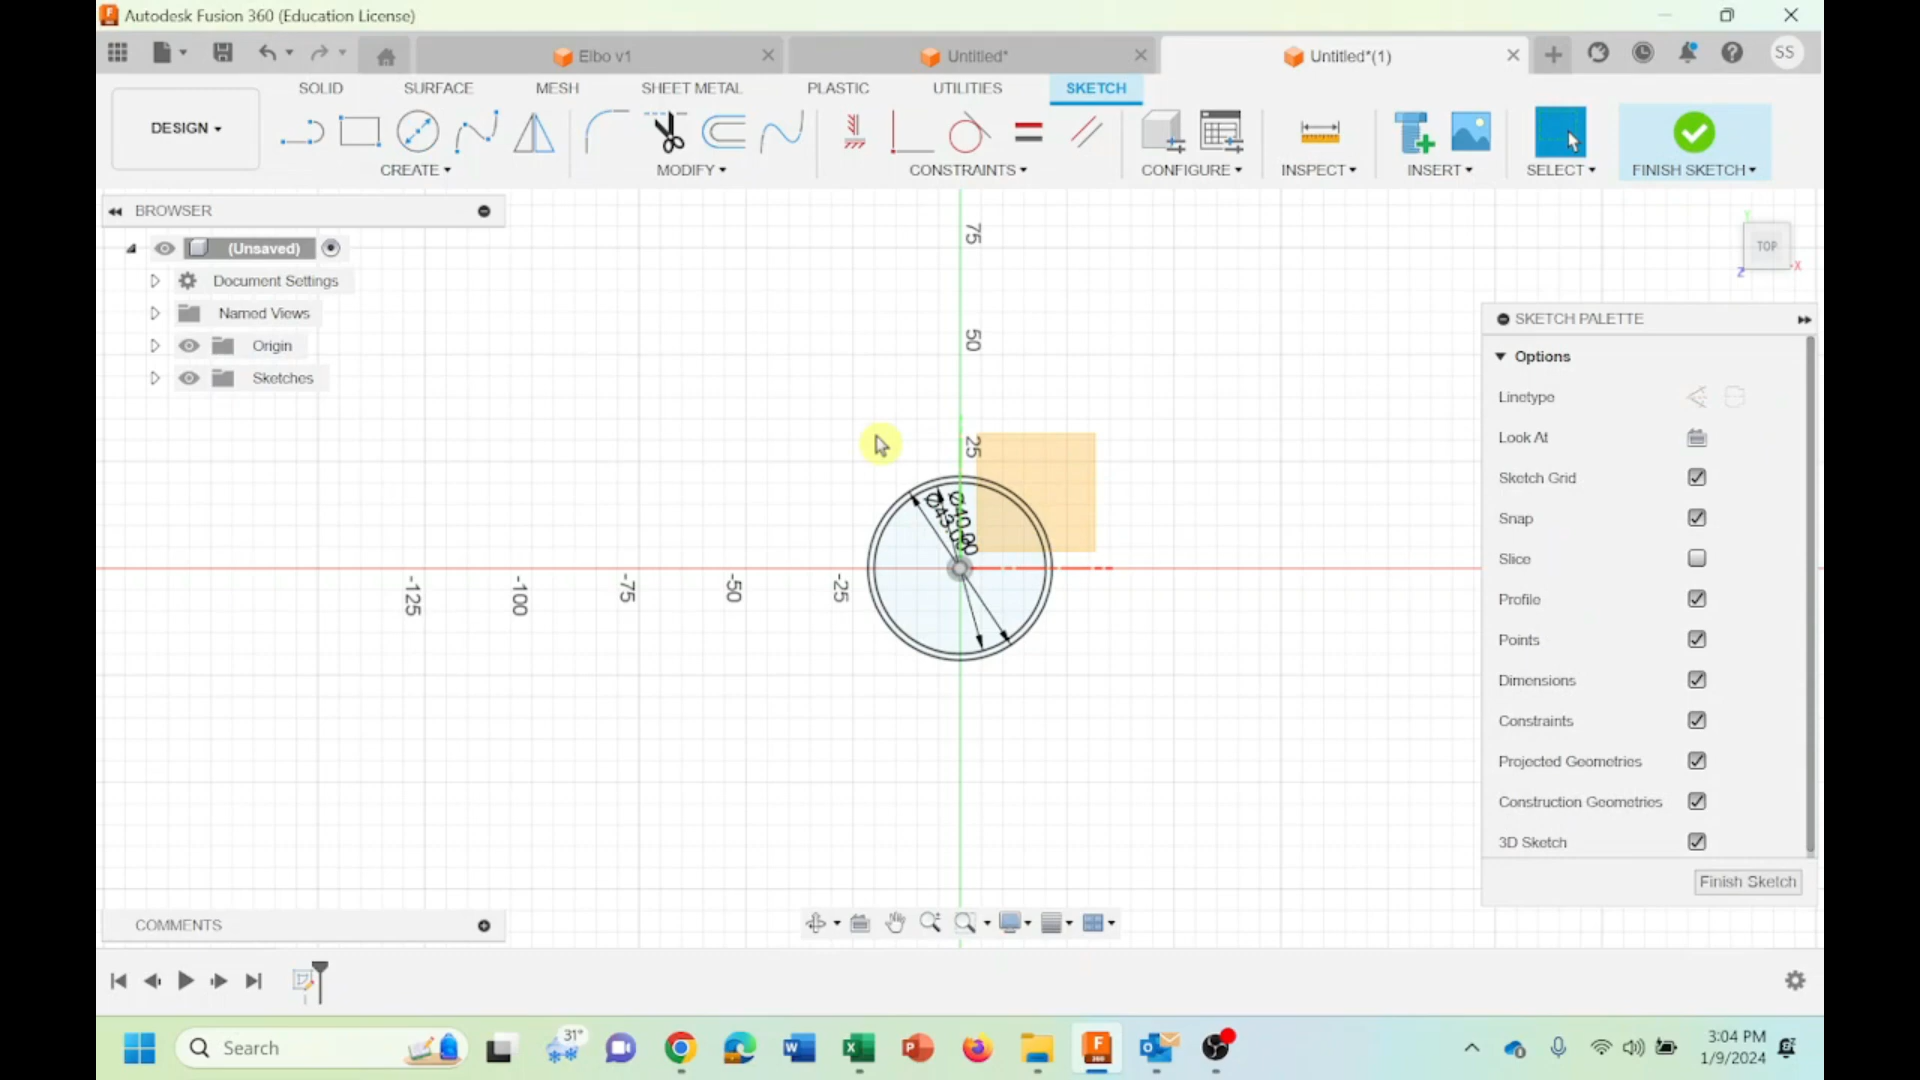 Autodesk Fusion 360 (Education License)
Elbo v1
Untitled*
Untitled*(1)
SS
SOLID
SURFACE
MESH
SHEET METAL
PLASTIC
UTILITIES
SKETCH
DESIGN
CREATE
MODIFY
CONSTRAINTS
CONFIGURE
INSPECT
INSERT
SELECT
FINISH SKETCH
BROWSER
(Unsaved)
Document Settings
Named Views
Origin
Sketches
75
50
25
-125
-100
-75
-50
-25
Ø40.00
TOP
Y
X
Z
SKETCH PALETTE
Options
Linetype
Look At
Sketch Grid
Snap
Slice
Profile
Points
Dimensions
Constraints
Projected Geometries
Construction Geometries
3D Sketch
Finish Sketch
COMMENTS
Search
31°
3:04 PM
1/9/2024